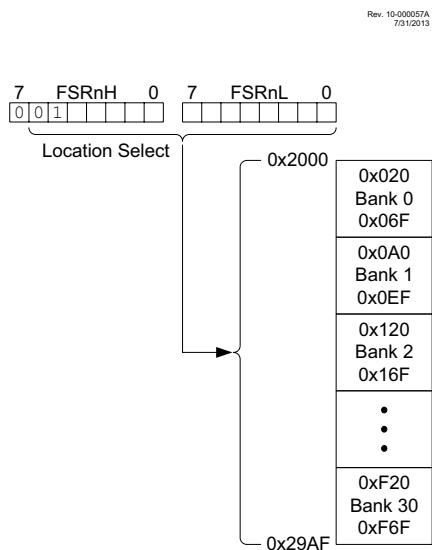 Rev. 10-000057A
7/31/2013
7 FSRnH 0 7 FSRnL 0
0 0 1
Location Select
0x2000
0x020
Bank 0
0x06F
0x0A0
Bank 1
0x0EF
0x120
Bank 2
0x16F
0xF20
Bank 30
0xF6F
0x29AF